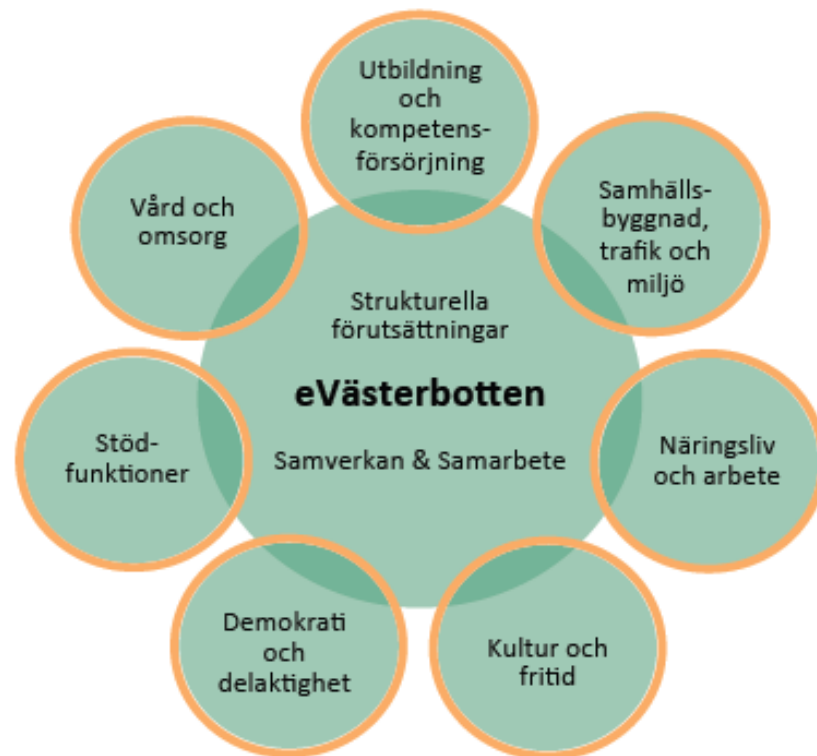 Utbildning
och
kompetens-
försörjning
Samhälls-
byggnad,
trafik och
miljö
Näringsliv
och arbete
Kultur och
fritid
Demokrati
och
delaktighet
Stöd-
funktioner
Vård och
omsorg
Strukturella
förutsättningar
eVästerbotten
Samverkan & Samarbete